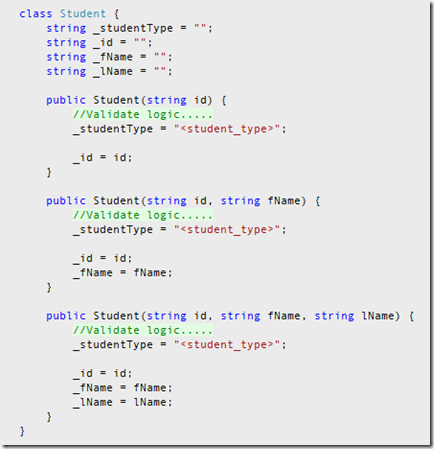 class Student {
    string _studentType = "";
    string _id = "";
    string _fName = "";
    string _lName = "";

    public Student(string id) {
        //Validate logic.....
        _studentType = "<student_type>";

        _id = id;
    }

    public Student(string id, string fName) {
        //Validate logic.....
        _studentType = "<student_type>";

        _id = id;
        _fName = fName;
    }

    public Student(string id, string fName, string lName) {
        //Validate logic.....
        _studentType = "<student_type>";

        _id = id;
        _fName = fName;
        _lName = lName;
    }
}